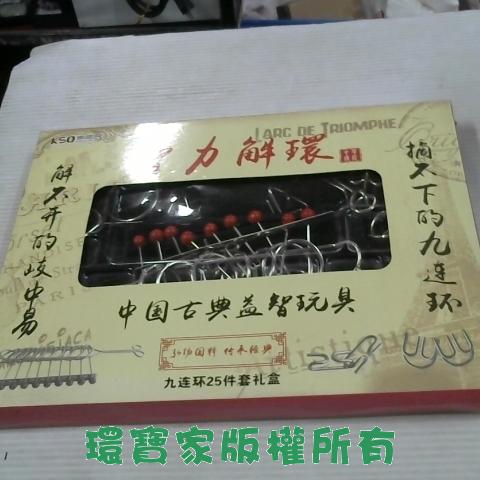 KSO
L'ARC DE TRIOMPHE
力解環
解不开的歧中易
摘不下的九连环
中国古典益智玩具
九连环25件套礼盒
環寶家版權所有